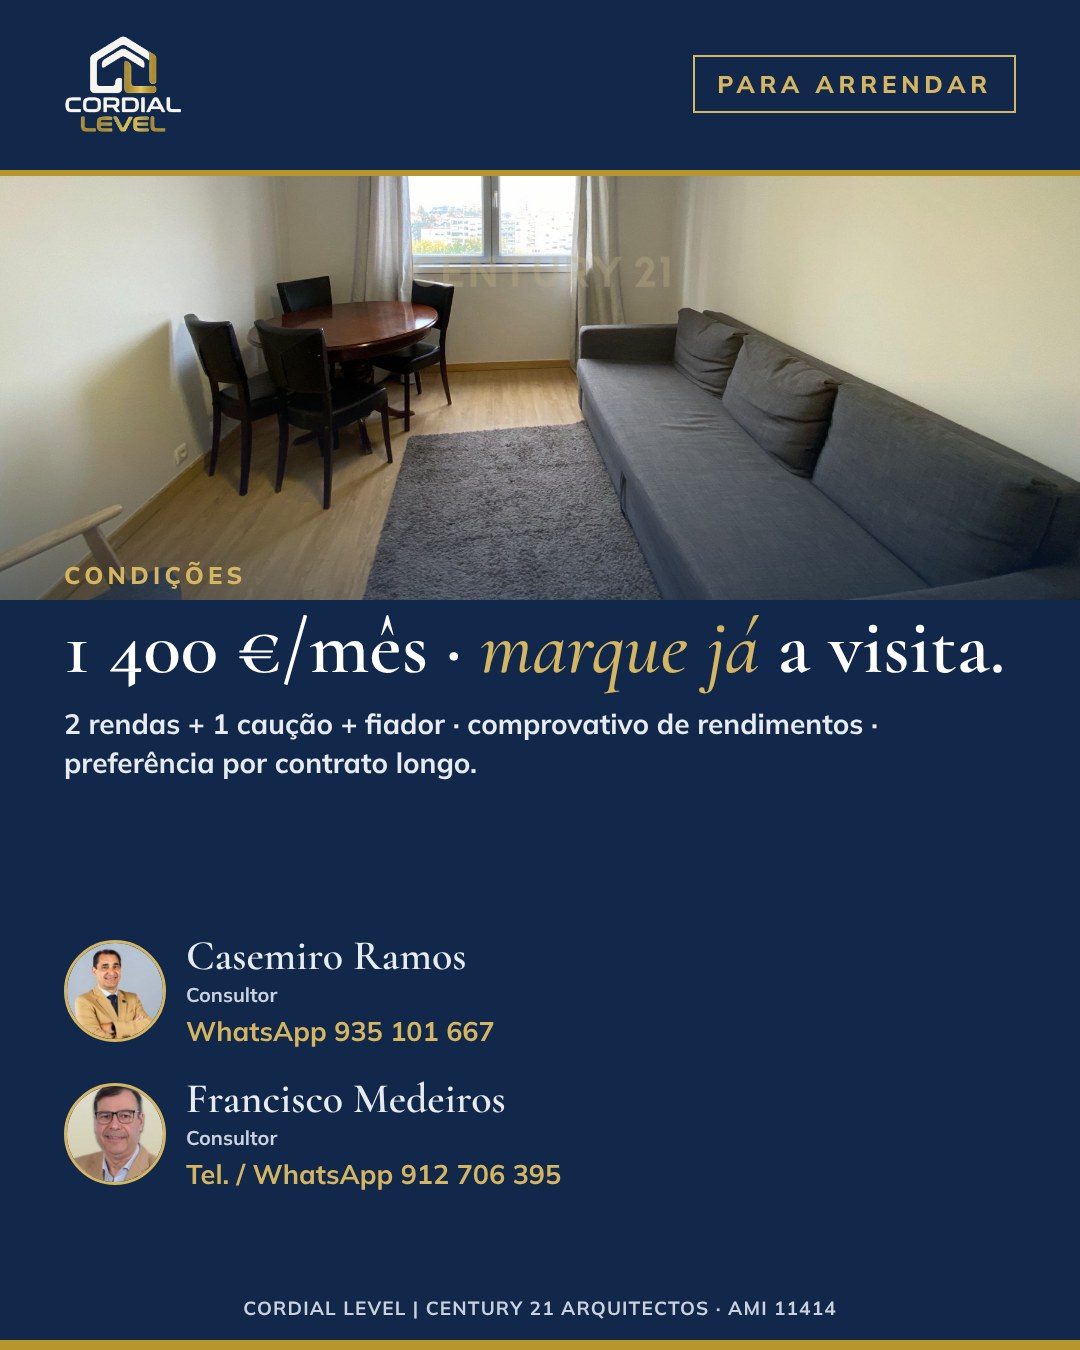 CORDIAL
LEVEL
PARA ARRENDAR
CENTURY 21
CONDIÇÕES
1 400 €/mês · marque já a visita.
2 rendas + 1 caução + fiador · comprovativo de rendimentos ·
preferência por contrato longo.
Casemiro Ramos
Consultor
WhatsApp 935 101 667
Francisco Medeiros
Consultor
Tel. / WhatsApp 912 706 395
CORDIAL LEVEL | CENTURY 21 ARQUITECTOS · AMI 11414